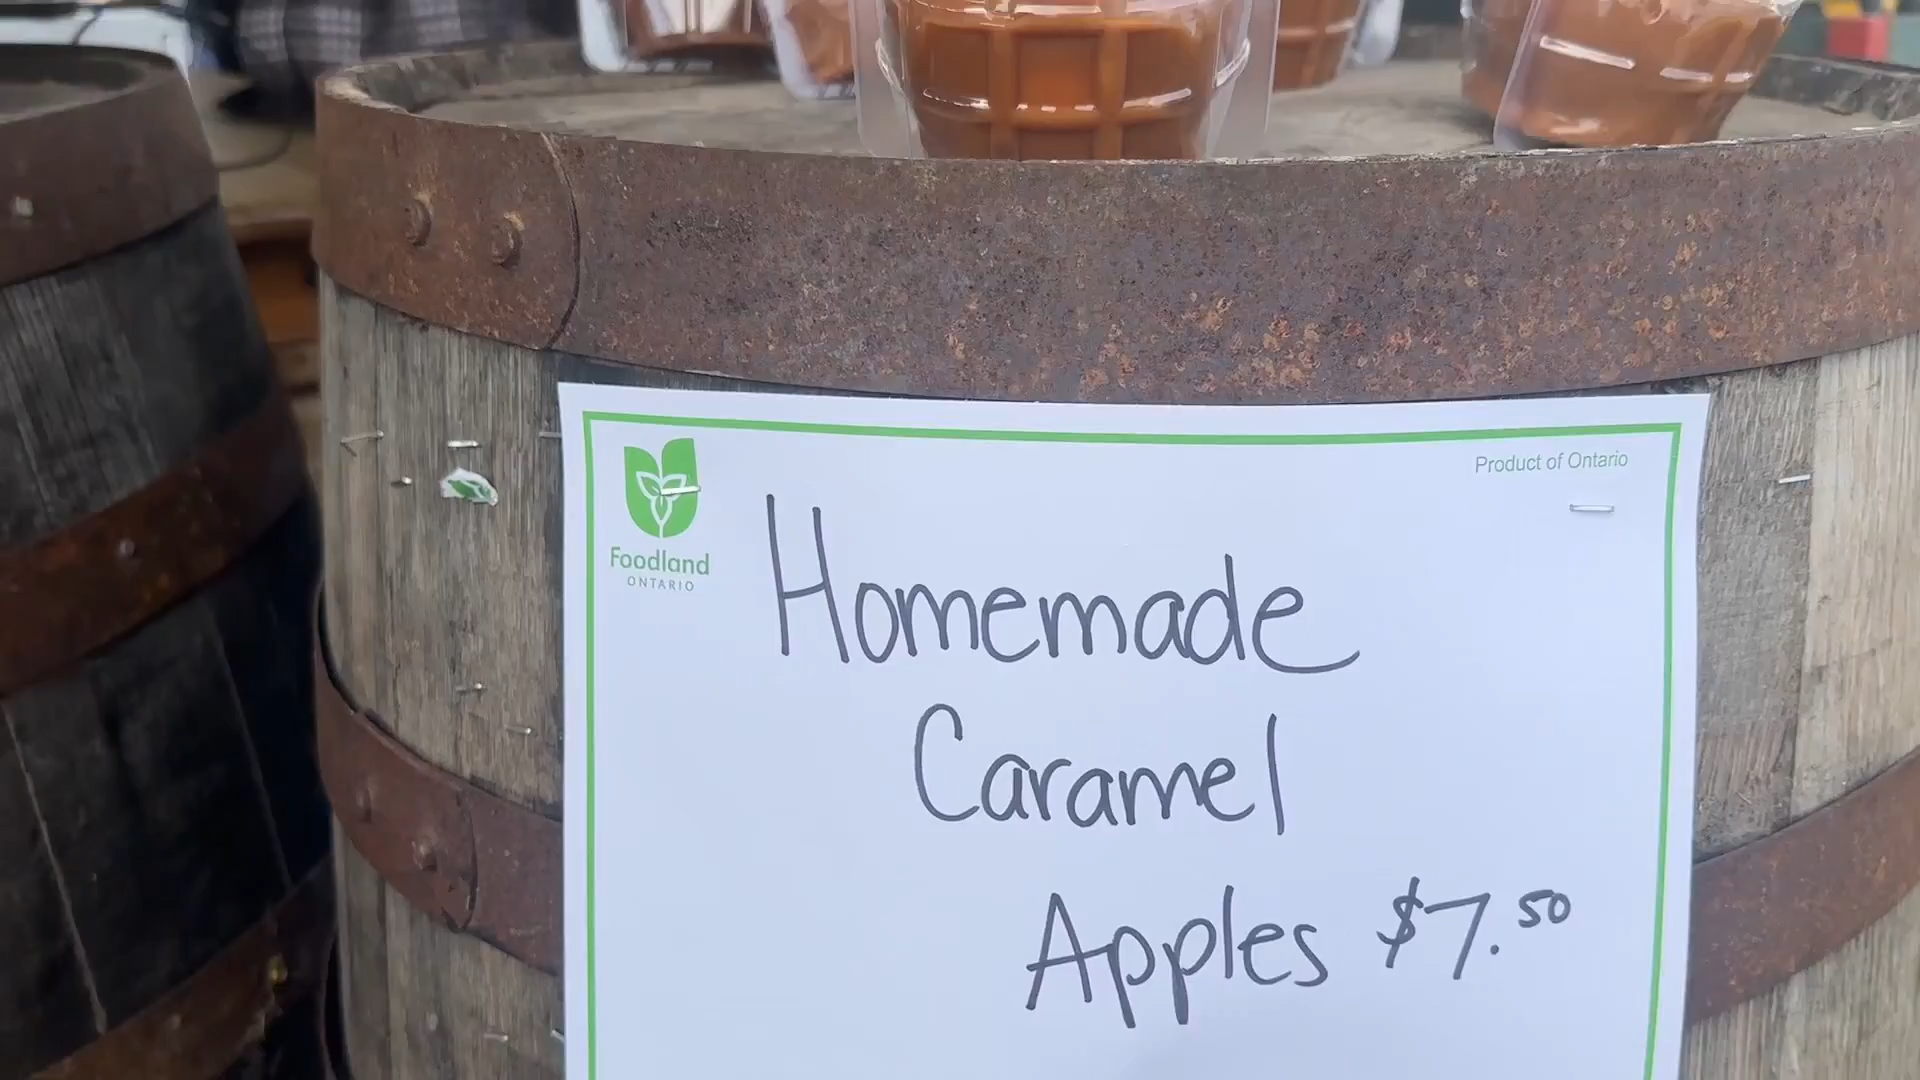 Product of Ontario
Foodland
ONTARIO
Homemade
Caramel
Apples $7.50